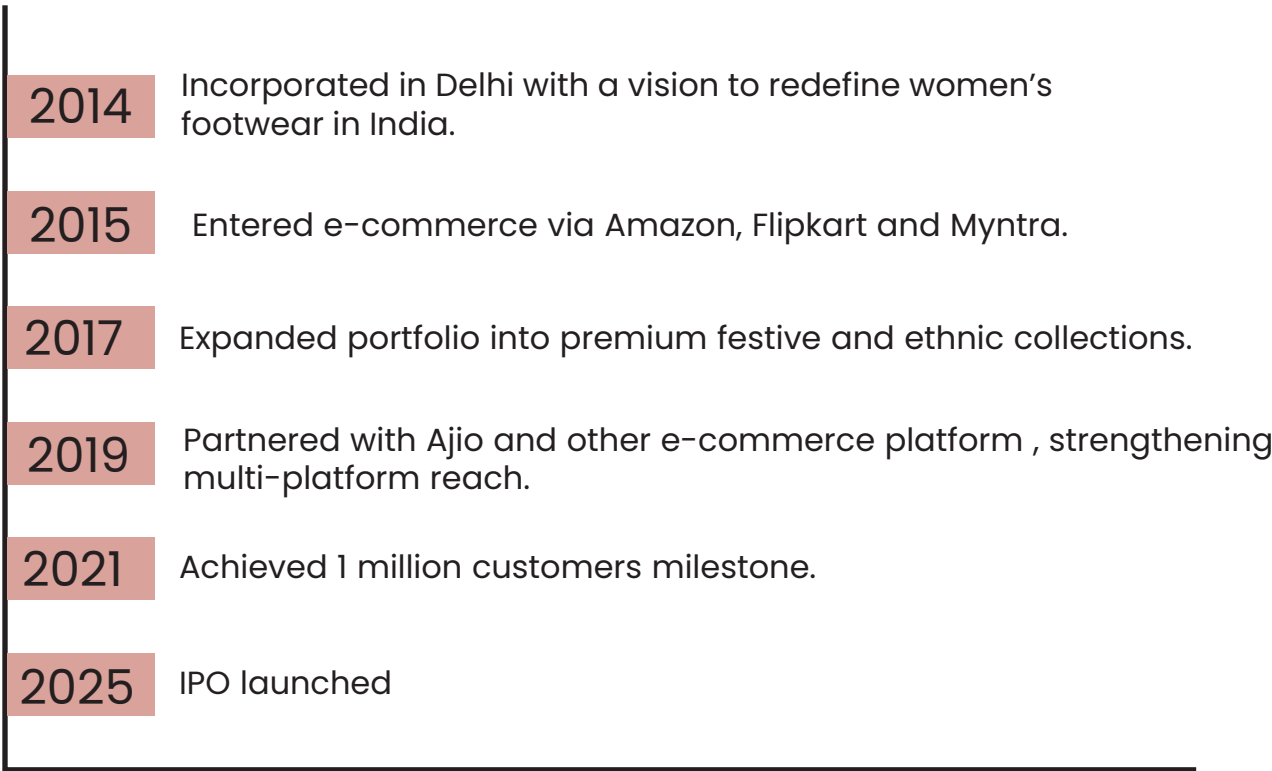 2014
Incorporated in Delhi with a vision to redefine women’s
footwear in India.
2015
Entered e-commerce via Amazon, Flipkart and Myntra.
2017
Expanded portfolio into premium festive and ethnic collections.
2019
Partnered with Ajio and other e-commerce platform , strengthening
multi-platform reach.
2021
Achieved 1 million customers milestone.
2025
IPO launched